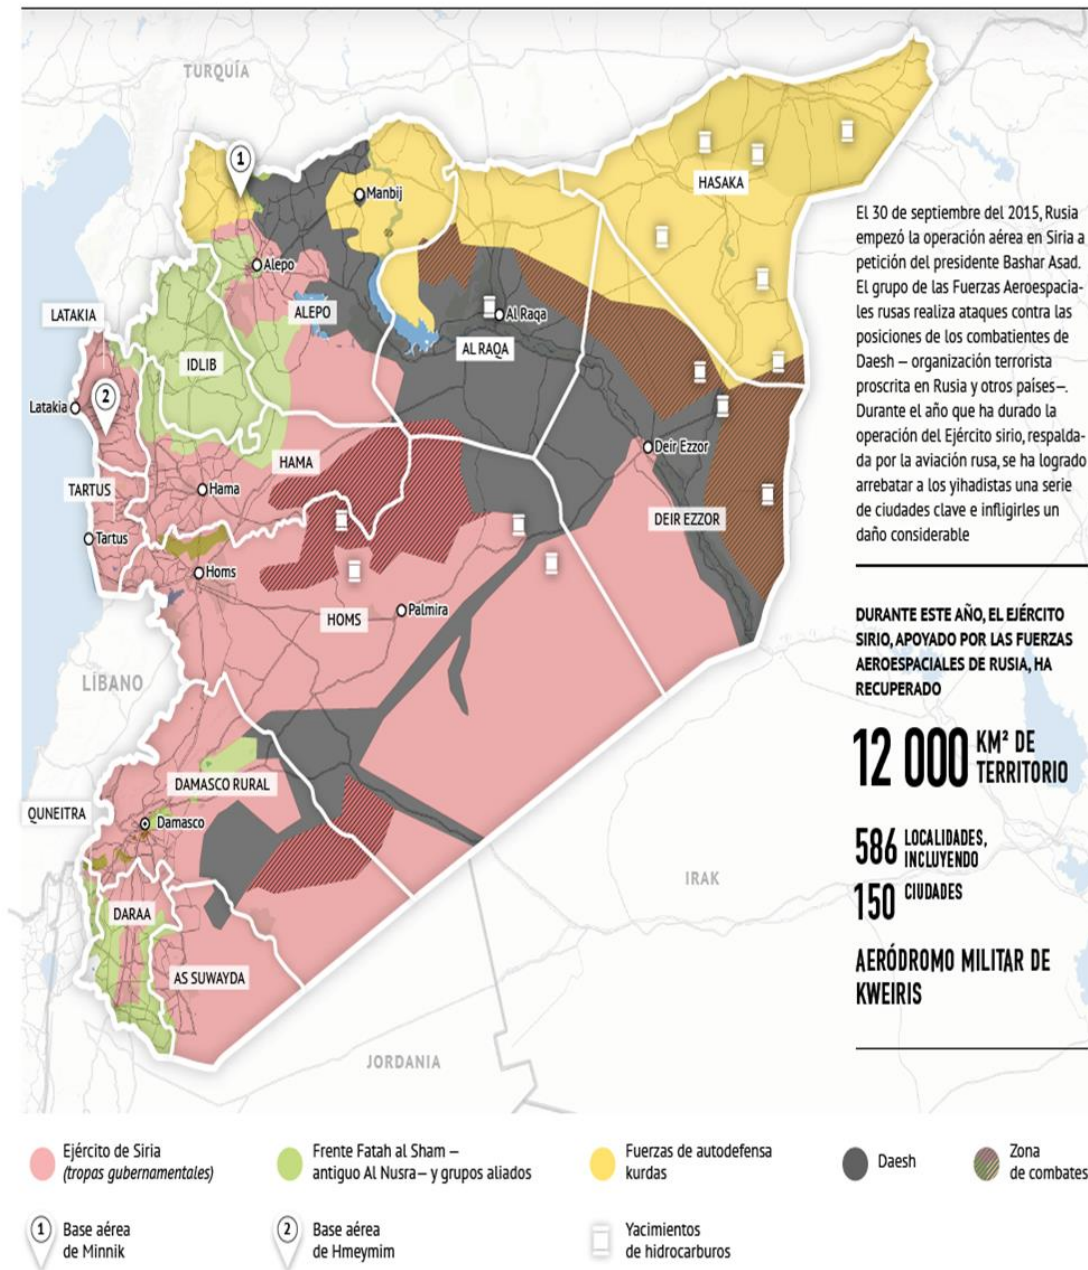 TURQUÍA
1
HASAKA
Manbij
Alepo
LATAKIA
ALEPO
Al Raqa
AL RAQA
IDLIB
2
Latakia
Deir Ezzor
HAMA
TARTUS
Hama
DEIR EZZOR
Tartus
Homs
Palmira
HOMS
LÍBANO
DAMASCO RURAL
QUNEITRA
Damasco
IRAK
DARAA
AS SUWAYDA
JORDANIA
El 30 de septiembre del 2015, Rusia
empezó la operación aérea en Siria a
petición del presidente Bashar Asad.
El grupo de las Fuerzas Aeroespacia-
les rusas realiza ataques contra las
posiciones de los combatientes de
Daesh — organización terrorista
proscrita en Rusia y otros países—.
Durante el año que ha durado la
operación del Ejército sirio, respalda-
da por la aviación rusa, se ha logrado
arrebatar a los yihadistas una serie
de ciudades clave e infligirles un
daño considerable
DURANTE ESTE AÑO, EL EJÉRCITO
SIRIO, APOYADO POR LAS FUERZAS
AEROESPACIALES DE RUSIA, HA
RECUPERADO
12 000 KM² DE
TERRITORIO
586 LOCALIDADES,
INCLUYENDO
150 CIUDADES
AERÓDROMO MILITAR DE
KWEIRIS
Ejército de Siria
(tropas gubernamentales)
Frente Fatah al Sham —
antiguo Al Nusra— y grupos aliados
Fuerzas de autodefensa
kurdas
Daesh
Zona
de combates
1 Base aérea
de Minnik
2 Base aérea
de Hmeymim
Yacimientos
de hidrocarburos